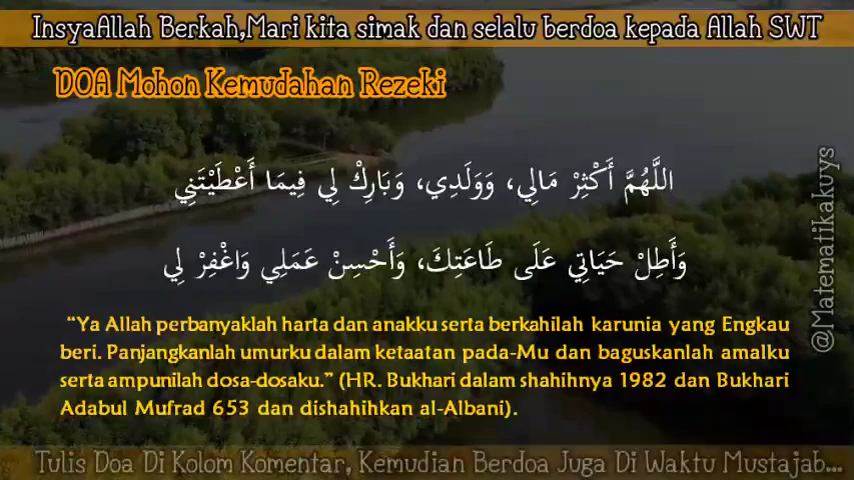 InsyaAllah Berkah,Mari kita simak dan selalu berdoa kepada Allah SWT
DOA Mohon Kemudahan Rezeki
اللَّهُمَّ أَكْثِرْ مَالِي، وَوَلَدِي، وَبَارِكْ لِي فِيمَا أَعْطَيْتَنِي
وَأَطِلْ حَيَاتِي عَلَى طَاعَتِكَ، وَأَحْسِنْ عَمَلِي وَاغْفِرْ لِي
“Ya Allah perbanyaklah harta dan anakku serta berkahilah karunia yang Engkau
beri. Panjangkanlah umurku dalam ketaatan pada-Mu dan baguskanlah amalku
serta ampunilah dosa-dosaku.” (HR. Bukhari dalam shahihnya 1982 dan Bukhari
Adabul Mufrad 653 dan dishahihkan al-Albani).
@Matematikakuys
Tulis Doa Di Kolom Komentar, Kemudian Berdoa Juga Di Waktu Mustajab...